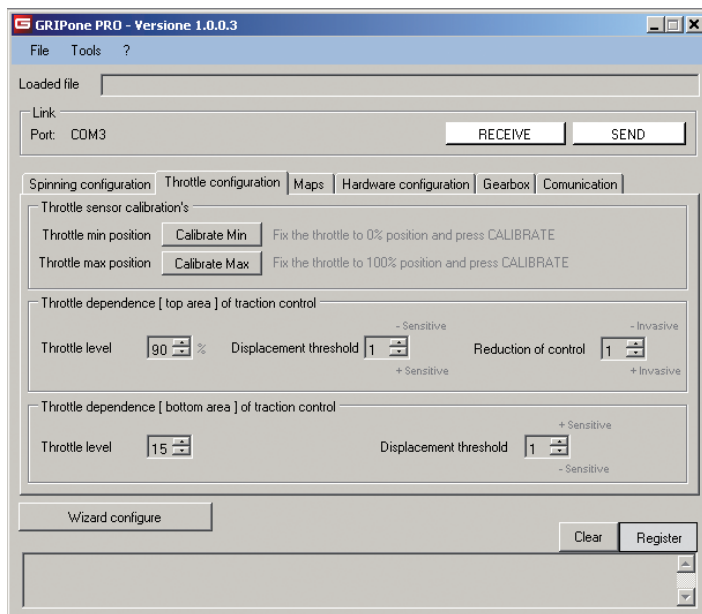 GRIPone PRO - Versione 1.0.0.3
File Tools ?
Loaded file
Link
Port: COM3 RECEIVE SEND
Spinning configuration Throttle configuration Maps Hardware configuration Gearbox Comunication
Throttle sensor calibration's
Throttle min position Calibrate Min Fix the throttle to 0% position and press CALIBRATE
Throttle max position Calibrate Max Fix the throttle to 100% position and press CALIBRATE
Throttle dependence [ top area ] of traction control
- Sensitive - Invasive
Throttle level 90 % Displacement threshold 1 Reduction of control 1
+ Sensitive + Invasive
Throttle dependence [ bottom area ] of traction control
+ Sensitive
Throttle level 15 Displacement threshold 1
- Sensitive
Wizard configure
Clear Register